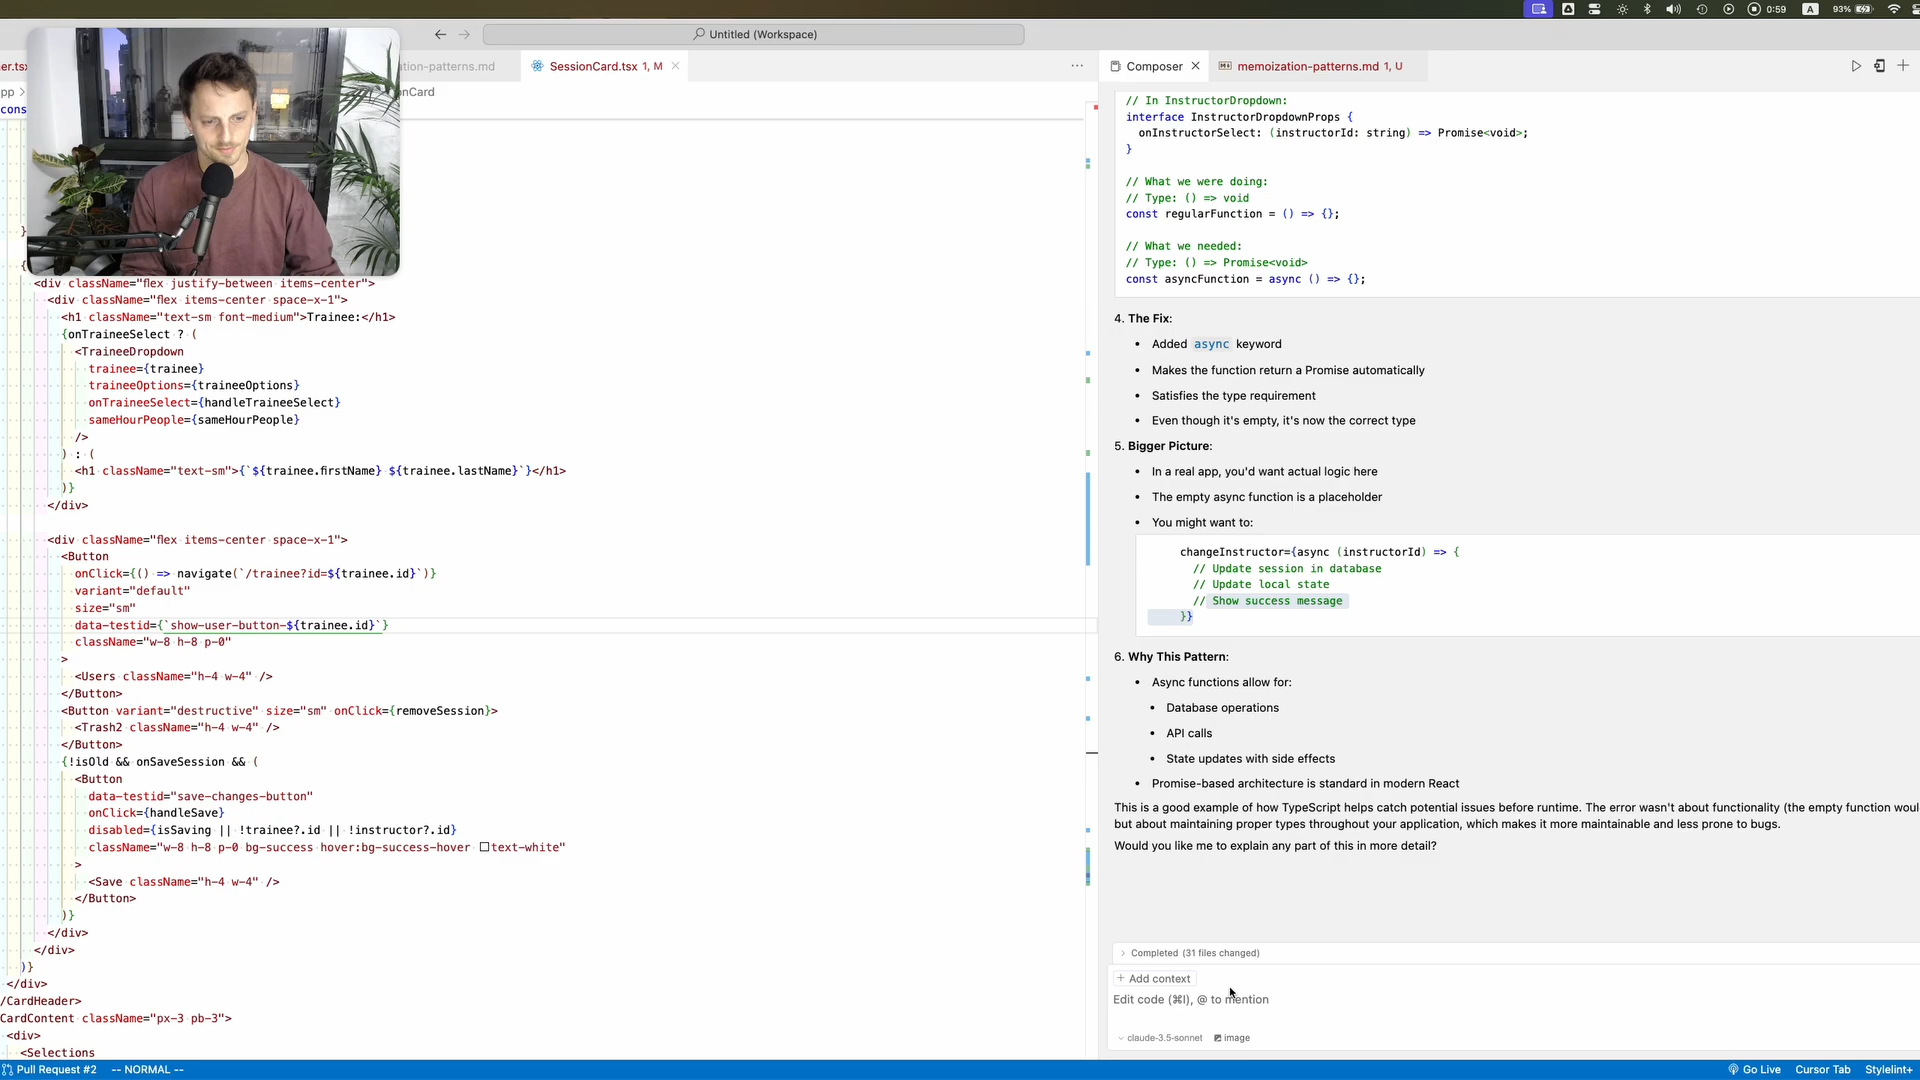 0:59
A
93%
Untitled (Workspace)
er.tsx
tion-patterns.md
SessionCard.tsx 1, M
Composer
memoization-patterns.md 1, U
pp
onCard
cons
}
{
<div className="flex justify-between items-center">
<div className="flex items-center space-x-1">
<h1 className="text-sm font-medium">Trainee:</h1>
{onTraineeSelect ? (
<TraineeDropdown
trainee={trainee}
traineeOptions={traineeOptions}
onTraineeSelect={handleTraineeSelect}
sameHourPeople={sameHourPeople}
/>
) : (
<h1 className="text-sm">{`${trainee.firstName} ${trainee.lastName}`}</h1>
)}
</div>
<div className="flex items-center space-x-1">
<Button
onClick={() => navigate(`/trainee?id=${trainee.id}`)}
variant="default"
size="sm"
data-testid={`show-user-button-${trainee.id}`}
className="w-8 h-8 p-0"
>
<Users className="h-4 w-4" />
</Button>
<Button variant="destructive" size="sm" onClick={removeSession}>
<Trash2 className="h-4 w-4" />
</Button>
{!isOld && onSaveSession && (
<Button
data-testid="save-changes-button"
onClick={handleSave}
disabled={isSaving || !trainee?.id || !instructor?.id}
className="w-8 h-8 p-0 bg-success hover:bg-success-hover text-white"
>
<Save className="h-4 w-4" />
</Button>
)}
</div>
</div>
)}
</div>
/CardHeader>
CardContent className="px-3 pb-3">
<div>
<Selections
// In InstructorDropdown:
interface InstructorDropdownProps {
onInstructorSelect: (instructorId: string) => Promise<void>;
}
// What we were doing:
// Type: () => void
const regularFunction = () => {};
// What we needed:
// Type: () => Promise<void>
const asyncFunction = async () => {};
4. The Fix:
• Added async keyword
• Makes the function return a Promise automatically
• Satisfies the type requirement
• Even though it's empty, it's now the correct type
5. Bigger Picture:
• In a real app, you'd want actual logic here
• The empty async function is a placeholder
• You might want to:
changeInstructor={async (instructorId) => {
// Update session in database
// Update local state
// Show success message
}}
6. Why This Pattern:
• Async functions allow for:
• Database operations
• API calls
• State updates with side effects
• Promise-based architecture is standard in modern React
This is a good example of how TypeScript helps catch potential issues before runtime. The error wasn't about functionality (the empty function woul
but about maintaining proper types throughout your application, which makes it more maintainable and less prone to bugs.
Would you like me to explain any part of this in more detail?
Completed (31 files changed)
+ Add context
Edit code (⌘I), @ to mention
claude-3.5-sonnet
image
Pull Request #2
-- NORMAL --
Go Live
Cursor Tab
Stylelint+